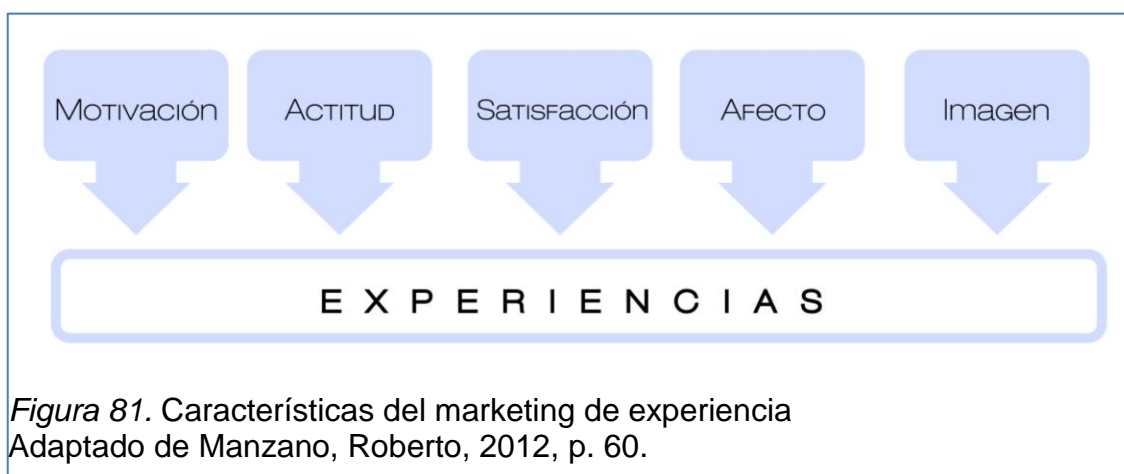 Motivación
Actitud
Satisfacción
Afecto
Imagen
EXPERIENCIAS
Figura 81. Características del marketing de experiencia
Adaptado de Manzano, Roberto, 2012, p. 60.